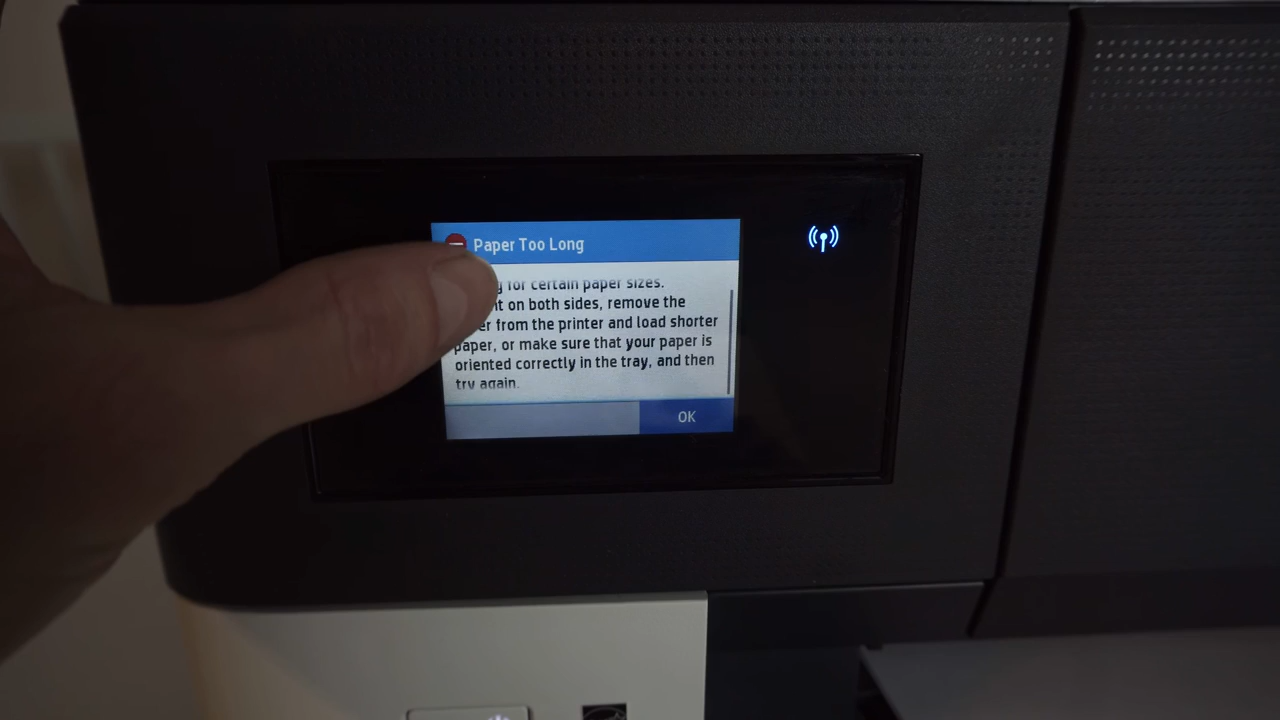 Paper Too Long
for certain paper sizes.
on both sides, remove the
from the printer and load shorter
paper, or make sure that your paper is
oriented correctly in the tray, and then
try again.
OK